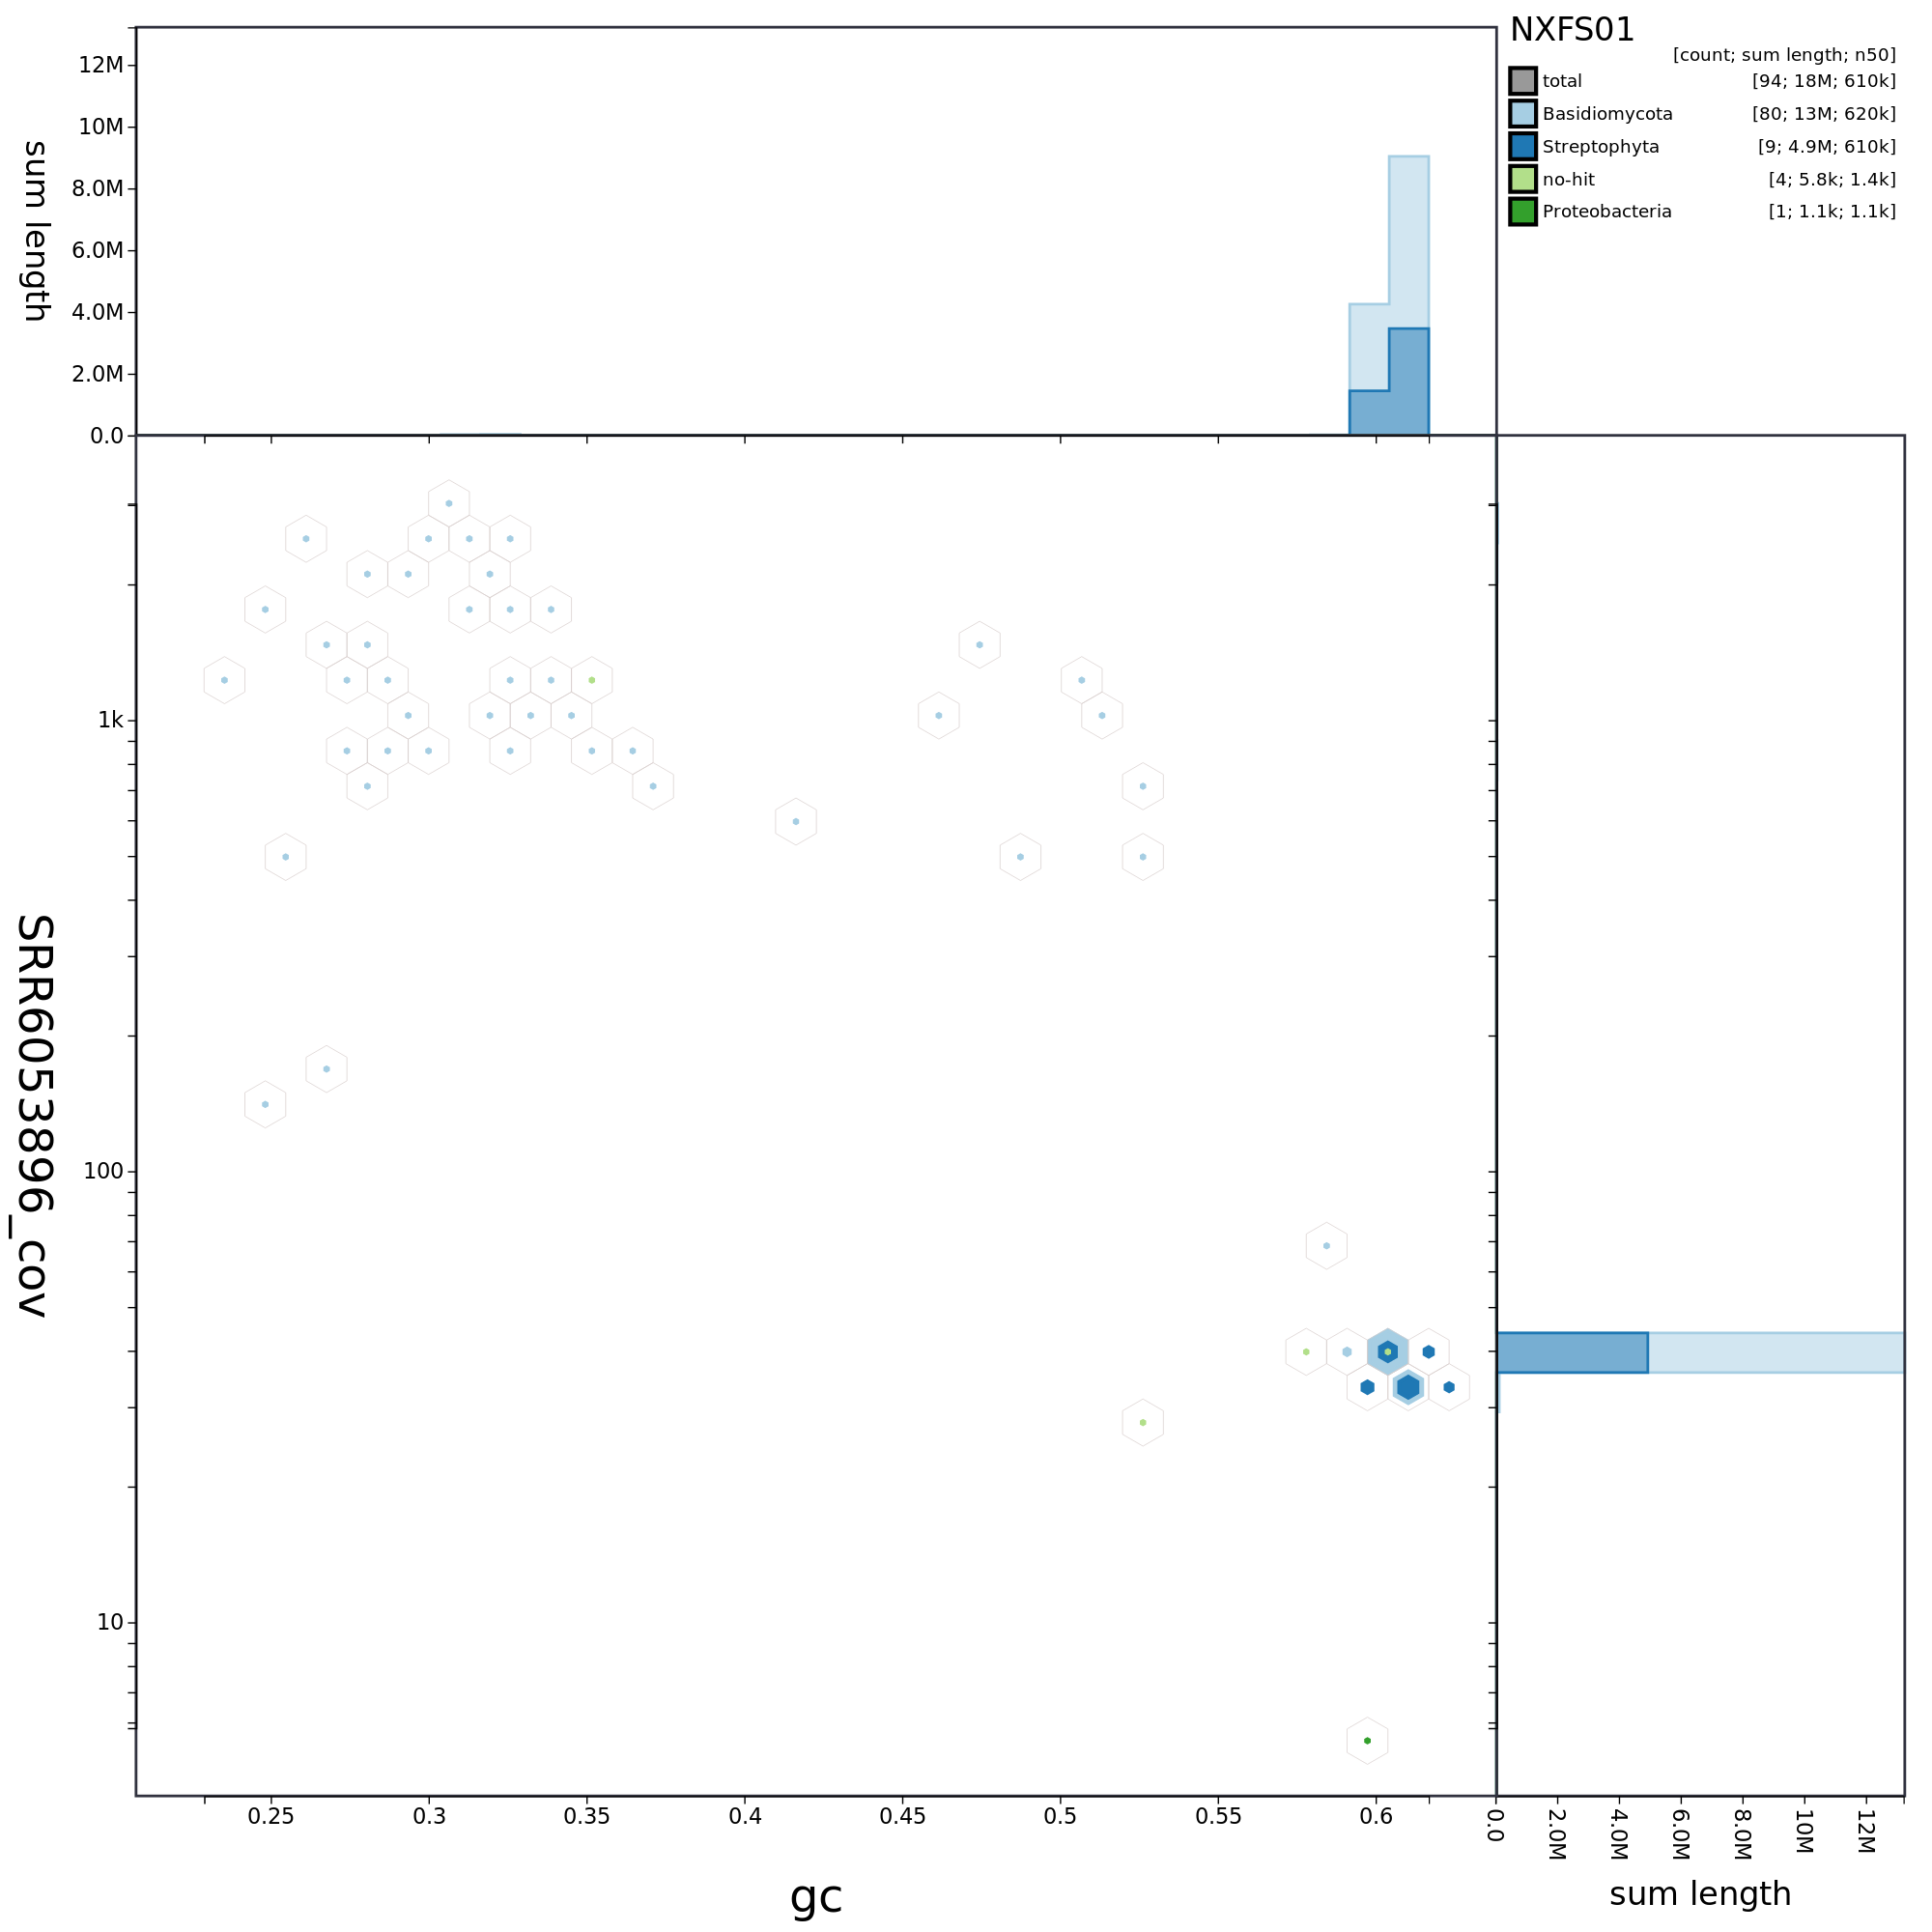 NXFS01
[count; sum length; n50]
total [94; 18M; 610k]
Basidiomycota [80; 13M; 620k]
Streptophyta [9; 4.9M; 610k]
no-hit [4; 5.8k; 1.4k]
Proteobacteria [1; 1.1k; 1.1k]
sum length
12M
10M
8.0M
6.0M
4.0M
2.0M
0.0
SRR6053896_cov
1k
100
10
0.25 0.3 0.35 0.4 0.45 0.5 0.55 0.6
gc
0.0 2.0M 4.0M 6.0M 8.0M 10M 12M
sum length